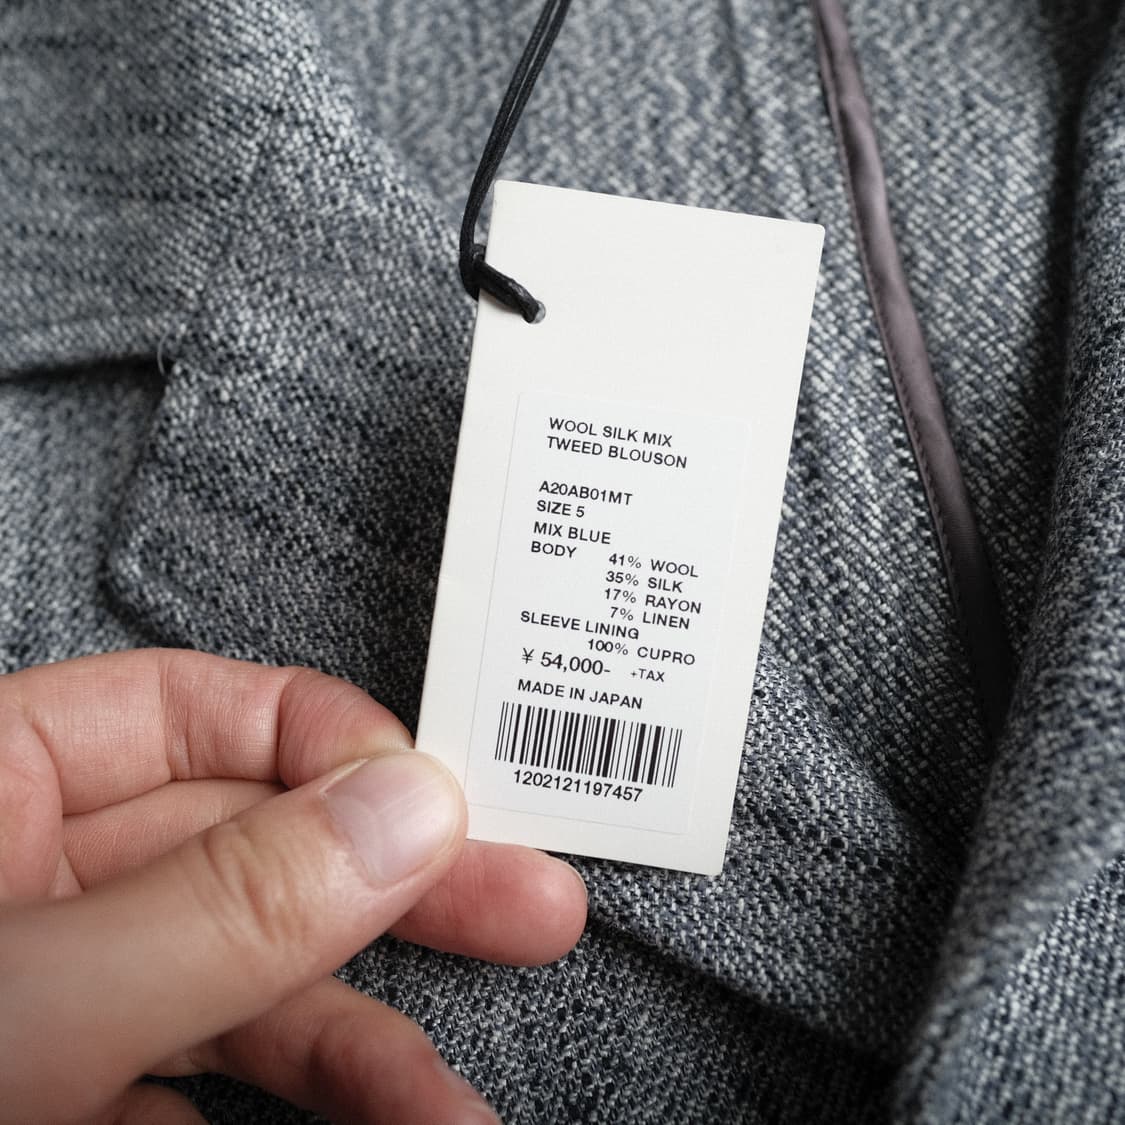 WOOL SILK MIX
TWEED BLOUSON
A20AB01MT
SIZE 5
MIX BLUE
BODY 41% WOOL
35% SILK
17% RAYON
7% LINEN
SLEEVE LINING
100% CUPRO
¥ 54,000- +TAX
MADE IN JAPAN
1202121197457